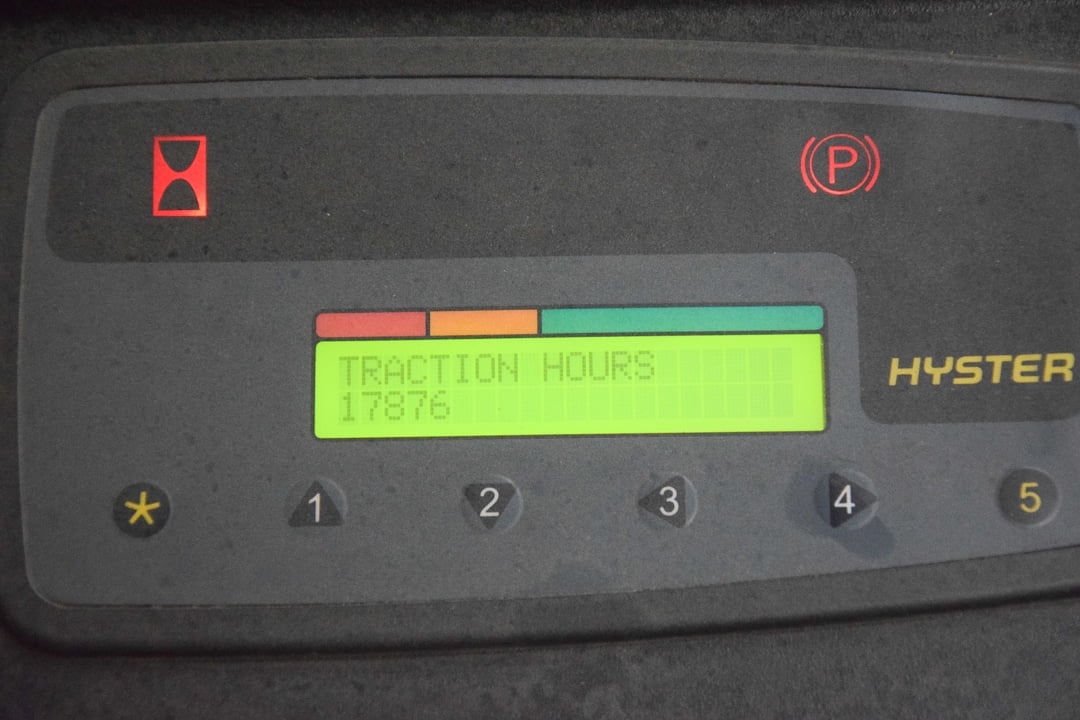 P
TRACTION HOURS
17876
HYSTER
* 1 2 3 4 5